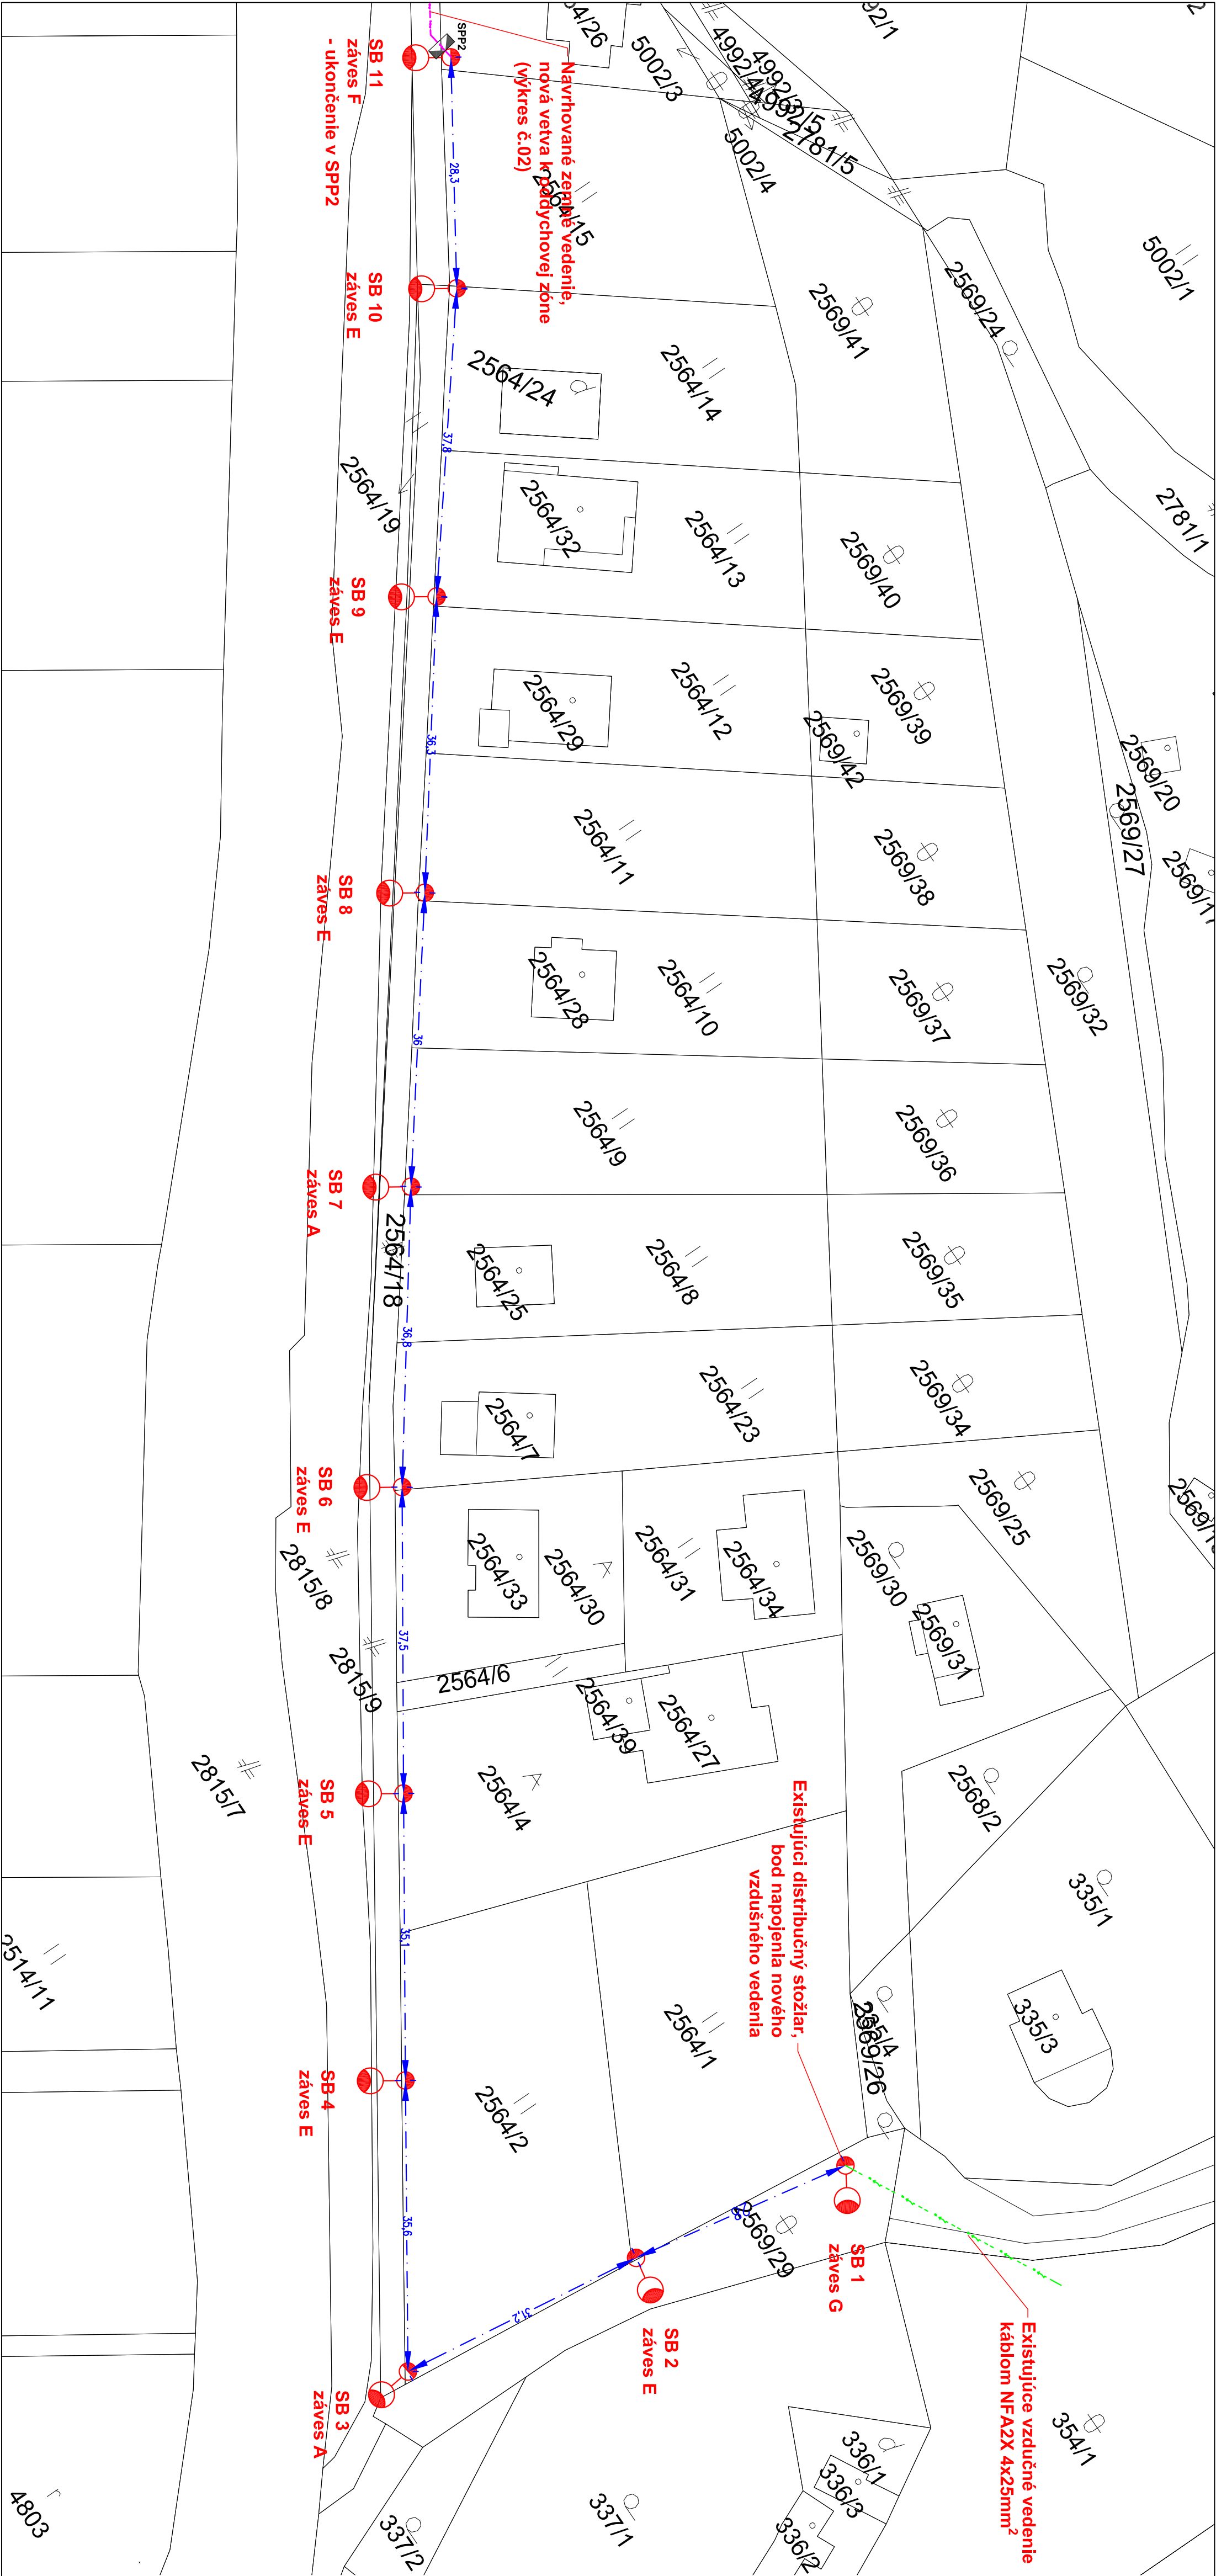 SPP2
SB 11
záves F
- ukončenie v SPP2
Navrhované zemné vedenie,
nová vetva k oddychovej zóne
(výkres č.02)
28,3
SB 10
záves E
37,8
SB 9
záves E
36,3
SB 8
záves E
36
SB 7
záves A
36,8
SB 6
záves E
37,5
SB 5
záves E
35,1
SB 4
záves E
35,6
SB 3
záves A
31,2
SB 2
záves E
SB 1
záves G
Existujúci distribučný stožiar,
bod napojenia nového
vzdušného vedenia
Existujúce vzdučné vedenie
káblom NFA2X 4x25mm²
5002/3
4992/4
4992/3
2781/5
5002/4
5002/1
2564/15
2569/41
2569/24
2564/24
2564/14
2564/19
2564/32
2564/13
2569/40
2781/1
2564/29
2564/12
2569/42
2569/39
2569/20
2569/27
2564/11
2569/38
2564/28
2564/10
2569/37
2569/32
2564/9
2569/36
2564/18
2564/25
2564/8
2569/35
2564/7
2564/23
2569/34
2569/25
2815/8
2564/33
2564/30
2564/31
2564/34
2569/30
2569/31
2815/9
2564/6
2564/39
2564/27
2815/7
2564/4
2568/2
335/1
2514/11
2564/1
335/4
2569/26
335/3
2564/2
2569/29
354/1
336/1
336/3
336/2
337/1
337/2
4803